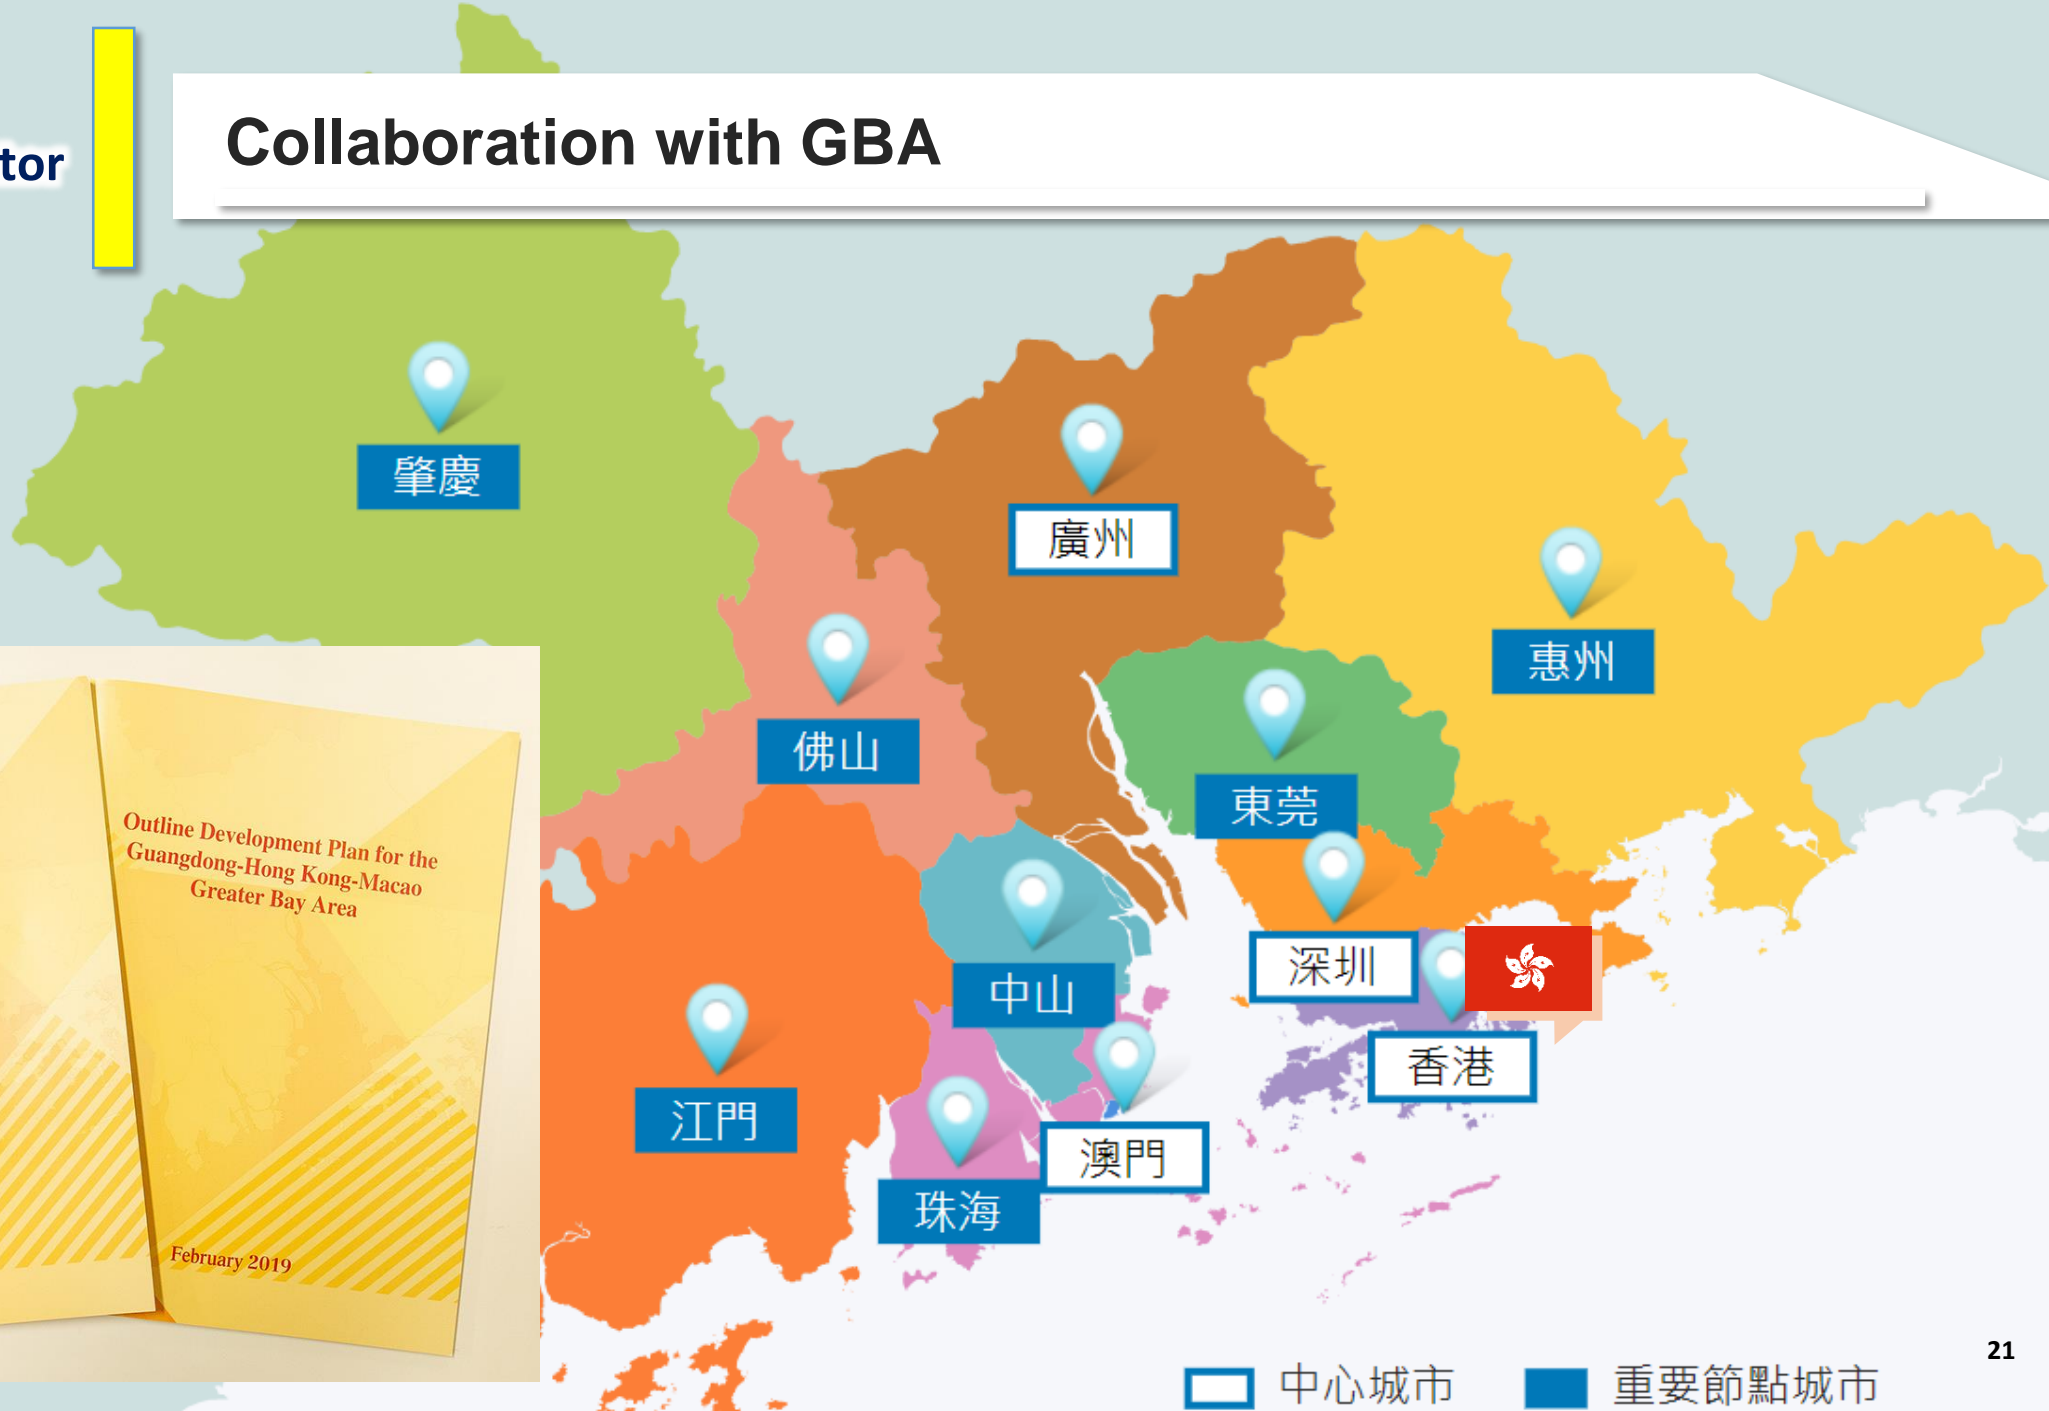 tor
Collaboration with GBA
肇慶
廣州
惠州
佛山
東莞
Outline Development Plan for the
Guangdong-Hong Kong-Macao
Greater Bay Area
深圳
中山
香港
江門
澳門
珠海
February 2019
21
中心城市
重要節點城市